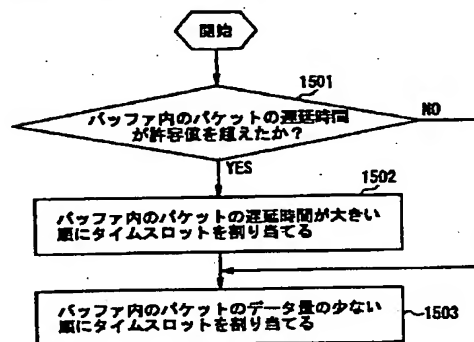 開始
1501
バッファ内のパケットの遅延時間
が許容値を超えたか?
NO
YES
1502
バッファ内のパケットの遅延時間が大きい
順にタイムスロットを割り当てる
バッファ内のパケットのデータ量の少ない
順にタイムスロットを割り当てる
1503